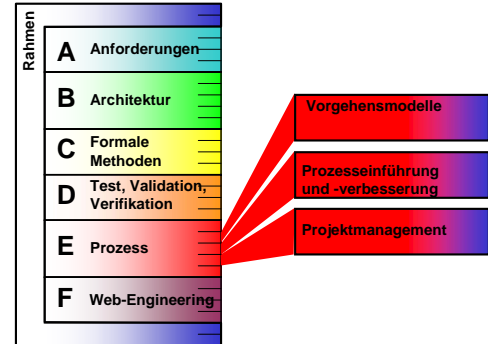 Rahmen
A Anforderungen
B Architektur
C Formale
Methoden
D Test, Validation,
Verifikation
E Prozess
F Web-Engineering
Vorgehensmodelle
Prozesseinführung
und -verbesserung
Projektmanagement